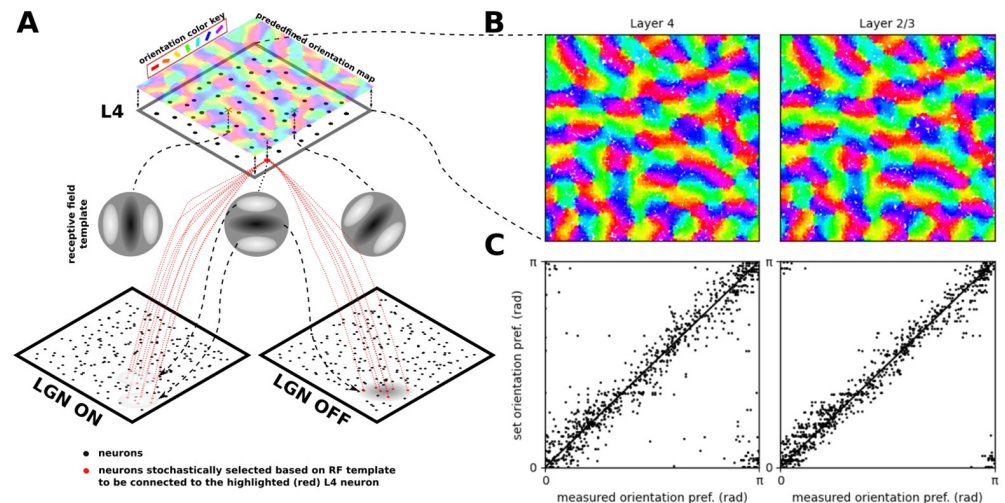 A
orientation color key
predefined orientation map
L4
receptive field
template
LGN ON
LGN OFF
neurons
neurons stochastically selected based on RF template
to be connected to the highlighted (red) L4 neuron
B
Layer 4
Layer 2/3
C
π
set orientation pref. (rad)
0
0
π
measured orientation pref. (rad)
π
0
0
π
measured orientation pref. (rad)